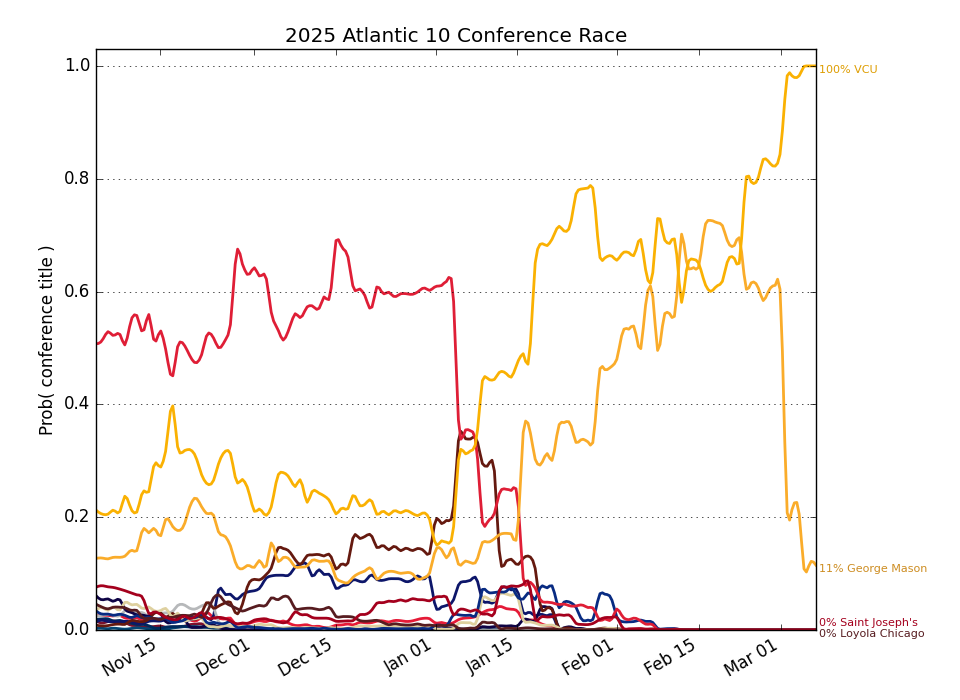 2025 Atlantic 10 Conference Race
Prob( conference title )
1.0
0.8
0.6
0.4
0.2
0.0
Nov 15
Dec 01
Dec 15
Jan 01
Jan 15
Feb 01
Feb 15
Mar 01
100% VCU
11% George Mason
0% Saint Joseph's
0% Loyola Chicago